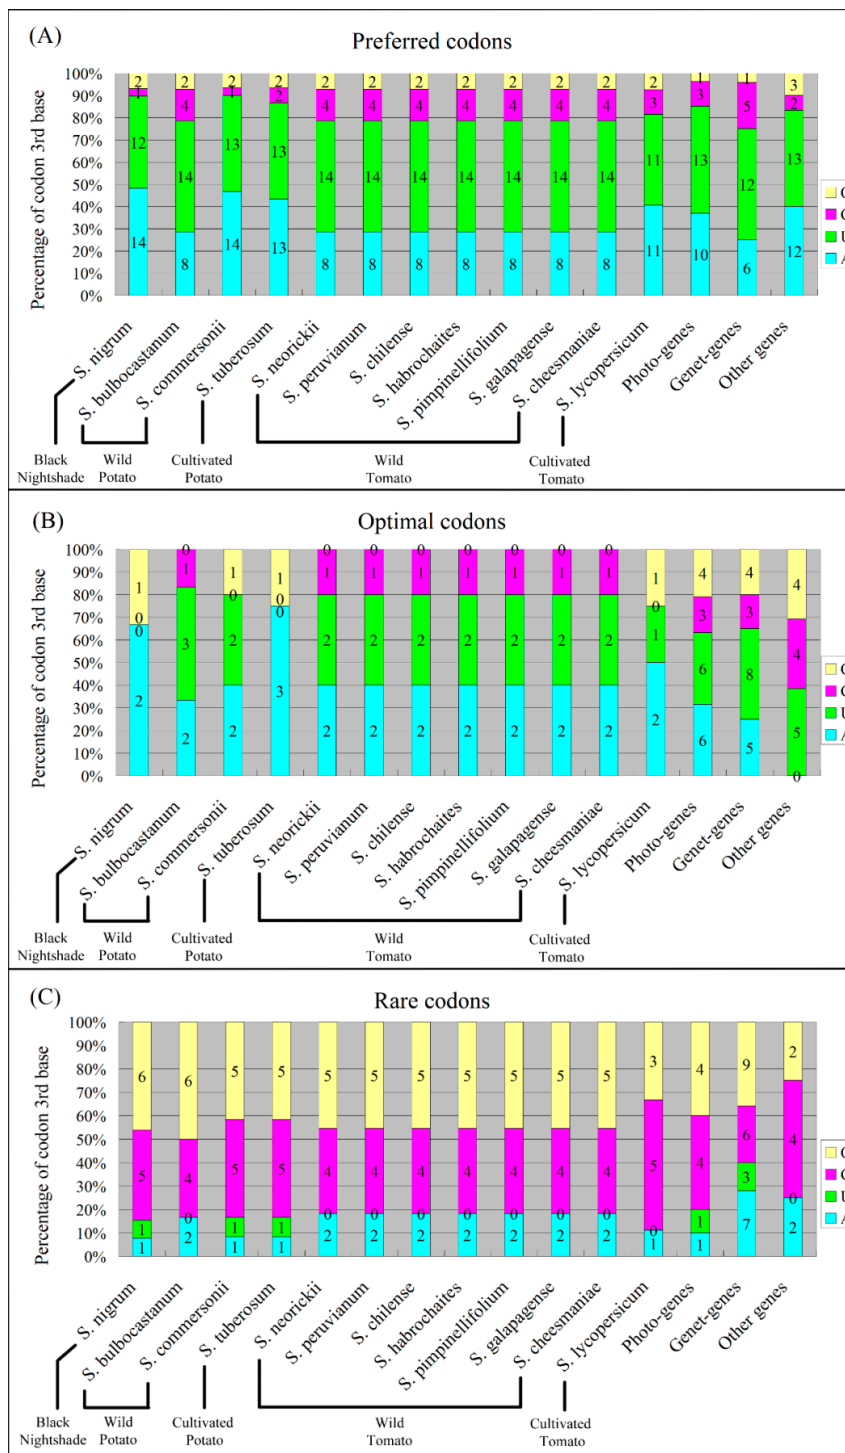 (A)
Preferred codons
Percentage of codon 3rd base
100%
90%
80%
70%
60%
50%
40%
30%
20%
10%
0%
2 2 2 2 2 2 2 2 2 2 2 2 1 1 3
1 4 1 2 4 4 4 4 4 4 4 3 3 5 2
12 14 13 13 14 14 14 14 14 14 14 11 13 12 13
14 8 14 13 8 8 8 8 8 8 8 11 10 6 12
U
A
S. nigrum
S. bulbocastanum
S. commersonii
S. tuberosum
S. neorickii
S. peruvianum
S. chilense
S. habrochaites
S. pimpinellifolium
S. galapagense
S. cheesmaniae
S. lycopersicum
Photo-genes
Genet-genes
Other genes
Black
Nightshade
Wild
Potato
Cultivated
Potato
Wild
Tomato
Cultivated
Tomato
(B)
Optimal codons
Percentage of codon 3rd base
100%
90%
80%
70%
60%
50%
40%
30%
20%
10%
0%
1 0 1 1 0 0 0 0 0 0 0 1 4 4 4
0 1 0 0 1 1 1 1 1 1 1 0 3 3 4
0 3 2 0 2 2 2 2 2 2 2 1 6 8 5
2 2 2 3 2 2 2 2 2 2 2 2 6 5 0
U
A
S. nigrum
S. bulbocastanum
S. commersonii
S. tuberosum
S. neorickii
S. peruvianum
S. chilense
S. habrochaites
S. pimpinellifolium
S. galapagense
S. cheesmaniae
S. lycopersicum
Photo-genes
Genet-genes
Other genes
Black
Nightshade
Wild
Potato
Cultivated
Potato
Wild
Tomato
Cultivated
Tomato
(C)
Rare codons
Percentage of codon 3rd base
100%
90%
80%
70%
60%
50%
40%
30%
20%
10%
0%
6 6 5 5 5 5 5 5 5 5 5 3 4 9 2
5 4 5 5 4 4 4 4 4 4 4 5 4 6 4
1 0 1 1 0 0 0 0 0 0 0 0 1 3 0
1 2 1 1 2 2 2 2 2 2 2 1 1 7 2
U
A
S. nigrum
S. bulbocastanum
S. commersonii
S. tuberosum
S. neorickii
S. peruvianum
S. chilense
S. habrochaites
S. pimpinellifolium
S. galapagense
S. cheesmaniae
S. lycopersicum
Photo-genes
Genet-genes
Other genes
Black
Nightshade
Wild
Potato
Cultivated
Potato
Wild
Tomato
Cultivated
Tomato